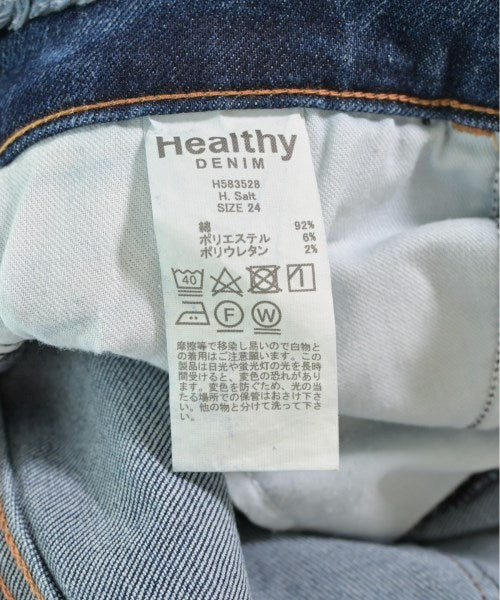 Healthy
DENIM
H583528
H. Salt
SIZE 24
綿 92%
ポリエステル 6%
ポリウレタン 2%
40
F W
摩擦等で移染し易いので白物と
の着用はご注意願います。この
製品は日光や蛍光灯の光を長時
間受けると、変色の恐れがあり
ます。変色を防ぐため、光の当
たる場所での保管はおさけ下さ
い。他の物と分けて洗って下さ
い。